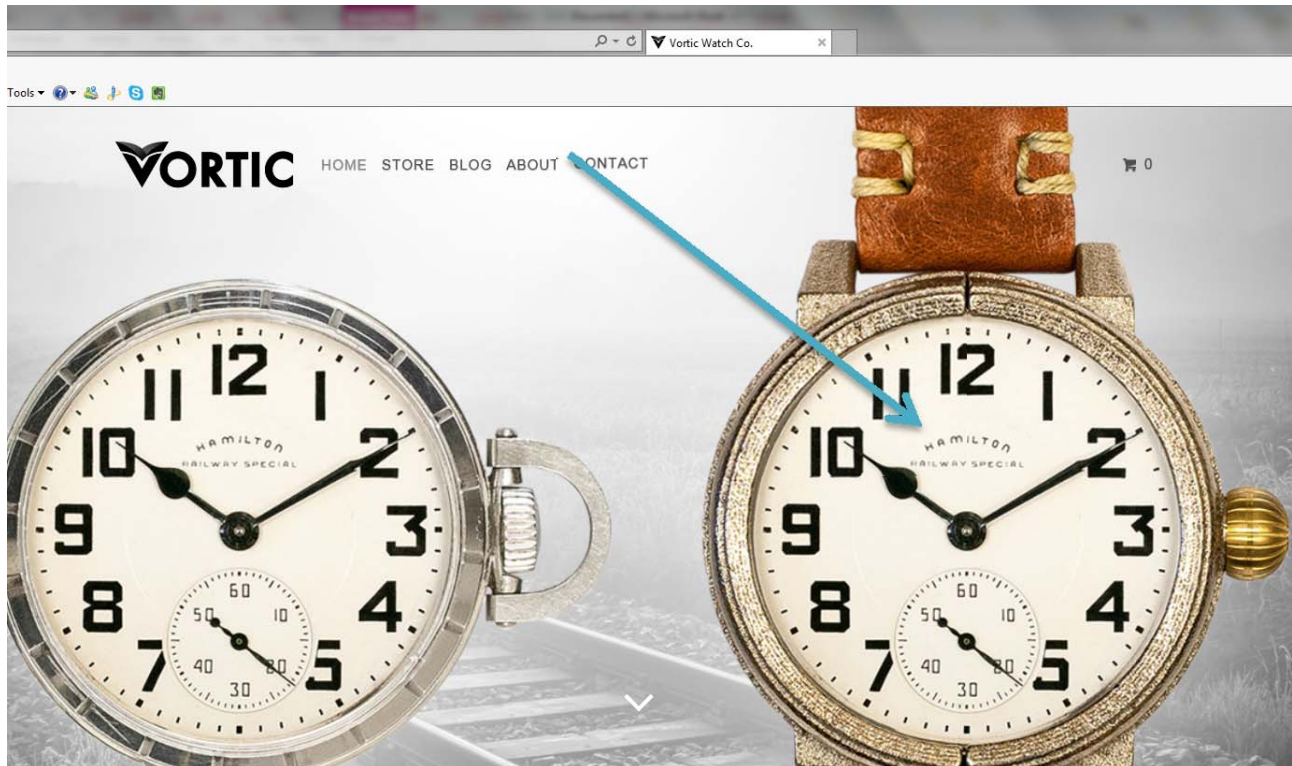 Vortic Watch Co.
Tools
VORTIC
HOME STORE BLOG ABOUT CONTACT
0
12
11 1
10 2
HAMILTON
RAILWAY SPECIAL
9 3
8 4
7 5
60
50 10
40 20
30
12
11 1
10 2
HAMILTON
RAILWAY SPECIAL
9 3
8 4
7 5
60
50 10
40 20
30